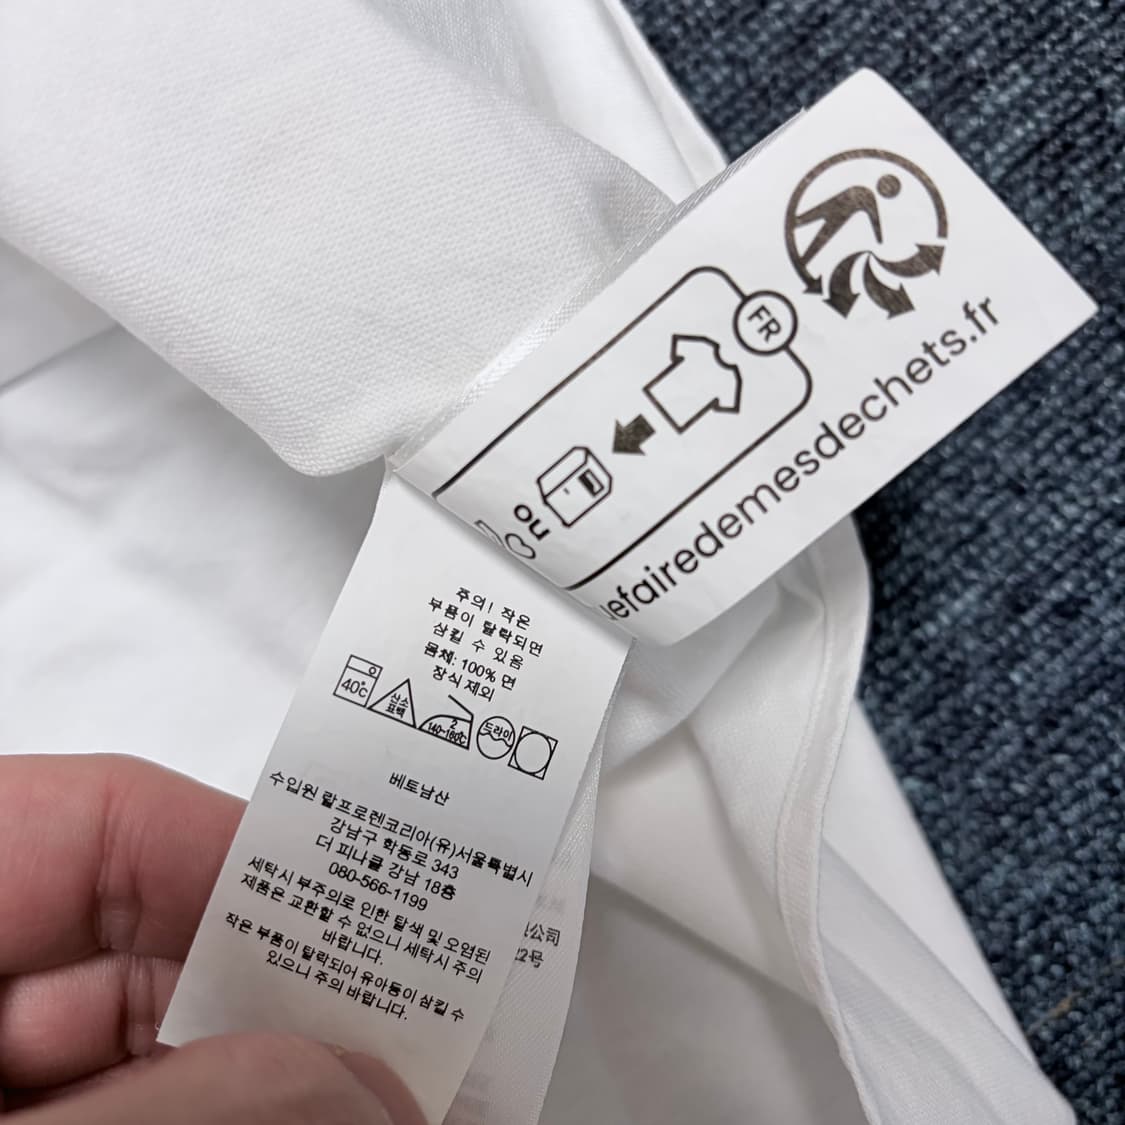 FR
OU
uefairedemesdechets.fr
주의! 작은
부품이 탈락되면
삼킬 수 있음
몸체: 100% 면
장식 제외
40℃
산소
표백
2
140~160℃
드라이
베트남산
수입원 랄프로렌코리아(유)서울특별시
강남구 학동로 343
더 피나클 강남 18층
080-566-1199
세탁시 부주의로 인한 탈색 및 오염된
제품은 교환할 수 없으니 세탁시 주의
바랍니다.
작은 부품이 탈락되어 유아동이 삼킬 수
있으니 주의 바랍니다.
公司
22号